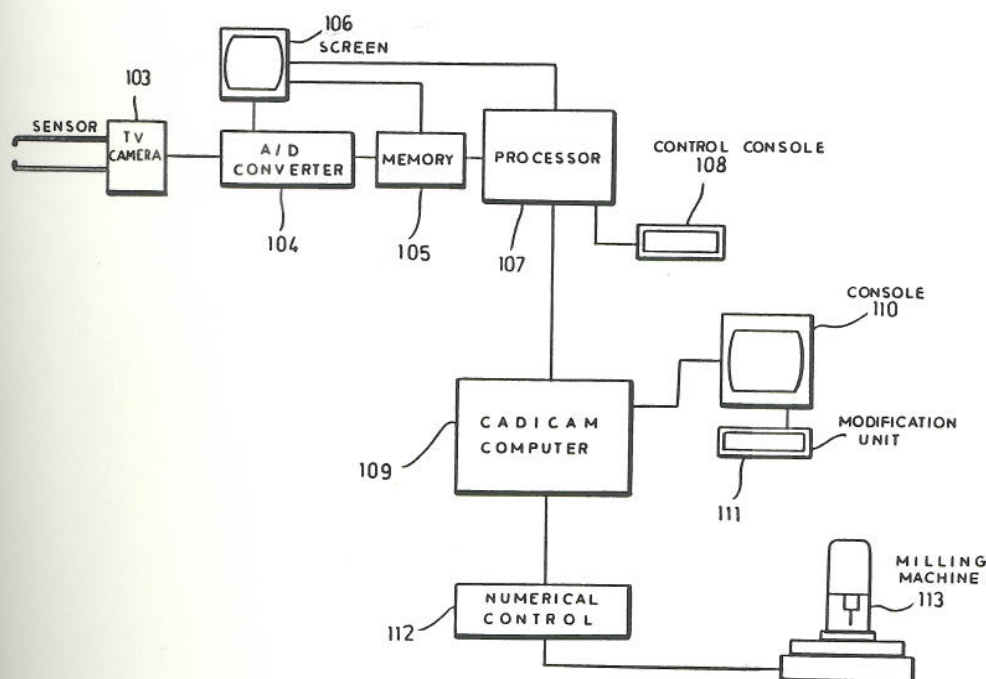 106
SCREEN
103
SENSOR
TV
CAMERA
A/D
CONVERTER
MEMORY
PROCESSOR
CONTROL CONSOLE
108
104
105
107
CONSOLE
110
CADICAM
COMPUTER
MODIFICATION
UNIT
109
111
MILLING
MACHINE
113
NUMERICAL
CONTROL
112